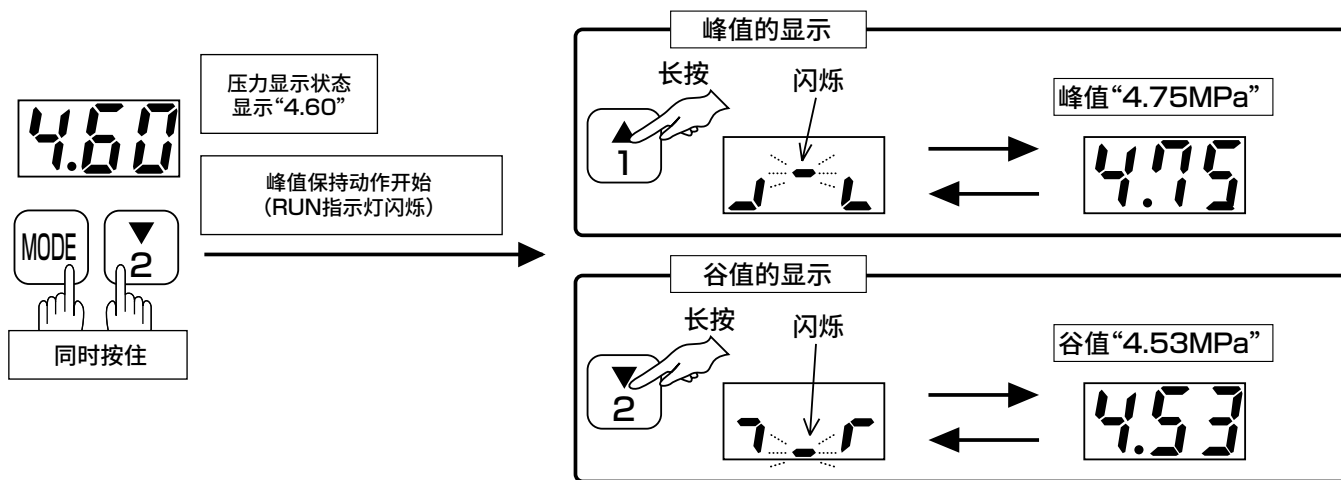 4.60
压力显示状态
显示“4.60”
峰值保持动作开始
（RUN指示灯闪烁）
MODE
▼
2
同时按住
峰值的显示
长按
闪烁
▲
1
峰值“4.75MPa”
4.75
谷值的显示
长按
闪烁
▼
2
谷值“4.53MPa”
4.53